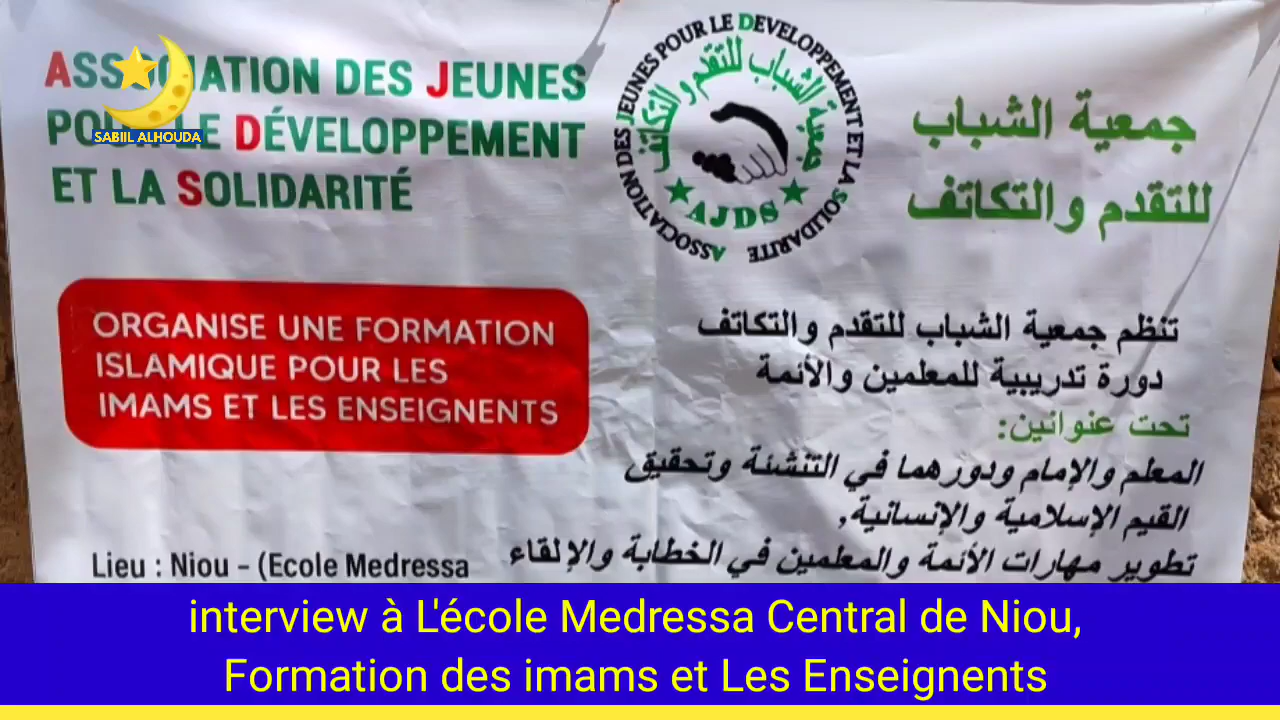 ASSOCIATION DES JEUNES
POUR LE DÉVELOPPEMENT
ET LA SOLIDARITÉ
SABIIL ALHOUDA
ASSOCIATION DES JEUNES POUR LE DEVELOPPEMENT ET LA SOLIDARITE
جمعية الشباب للتقدم والتكاتف
AJDS
جمعية الشباب
للتقدم والتكاتف
ORGANISE UNE FORMATION
ISLAMIQUE POUR LES
IMAMS ET LES ENSEIGNENTS
تنظم جمعية الشباب للتقدم والتكاتف
دورة تدريبية للمعلمين والأئمة
تحت عنوانين:
المعلم والإمام ودورهما في التنشئة وتحقيق
القيم الإسلامية والإنسانية,
تطوير مهارات الأئمة والمعلمين في الخطابة والإلقاء
Lieu : Niou - (Ecole Medressa
interview à L'école Medressa Central de Niou,
Formation des imams et Les Enseignents